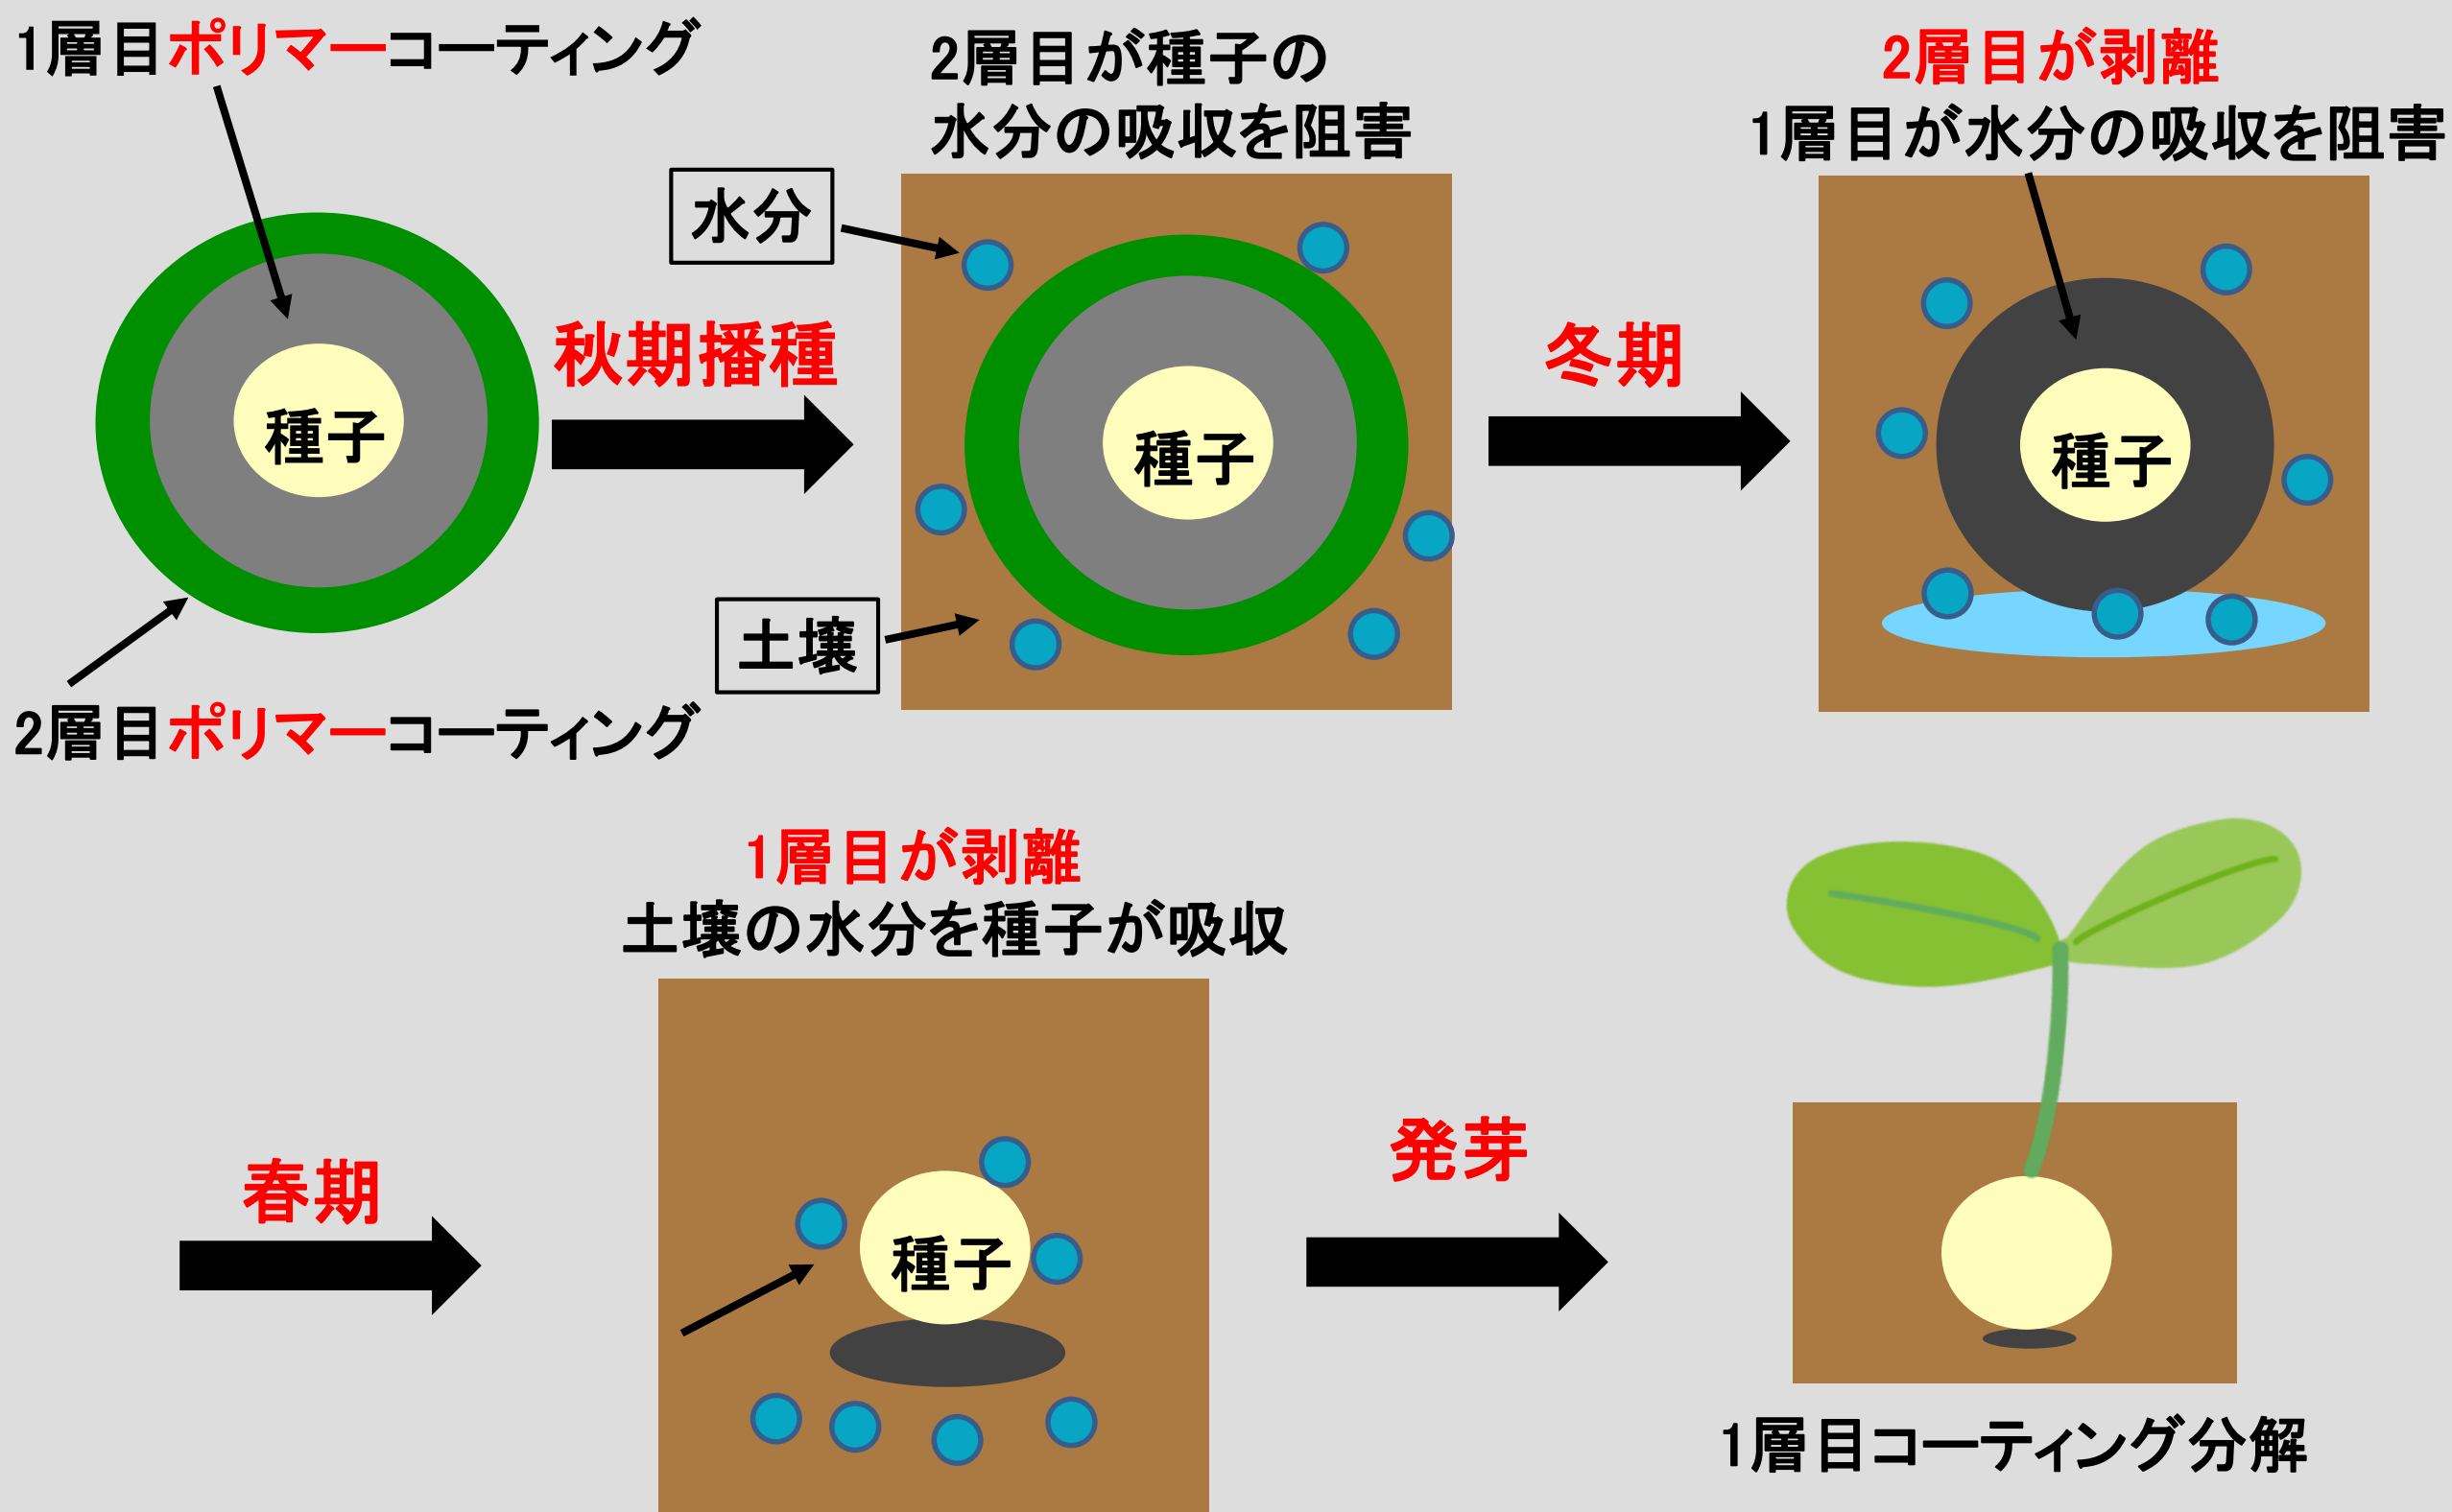 1層目ポリマーコーティング
2層目が種子の
水分の吸収を阻害
2層目が剥離
1層目が水分の吸収を阻害
水分
種子
秋期播種
種子
冬期
種子
土壌
2層目ポリマーコーティング
1層目が剥離
土壌の水分を種子が吸収
春期
種子
発芽
1層目コーティング分解